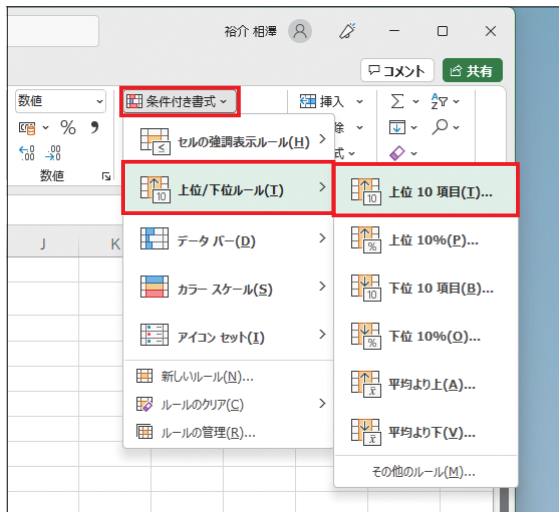 裕介 相澤
コメント
共有
数値
条件付き書式
挿入
% 9
除
式
数値
セルの強調表示ルール(H)
上位/下位ルール(T)
データ バー(D)
カラー スケール(S)
アイコン セット(I)
新しいルール(N)...
ルールのクリア(C)
ルールの管理(R)...
上位 10 項目(T)...
上位 10%(P)...
下位 10 項目(B)...
下位 10%(O)...
平均より上(A)...
平均より下(V)...
その他のルール(M)...
J
K